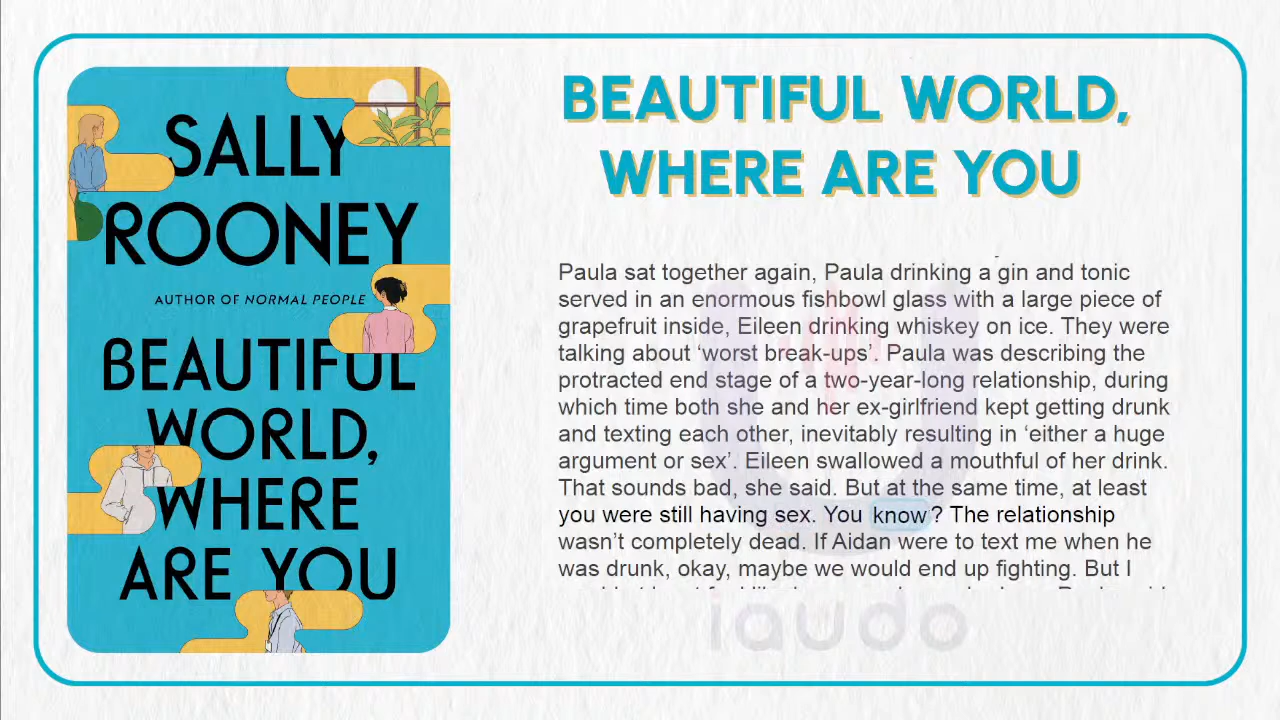 SALLY
ROONEY
AUTHOR OF NORMAL PEOPLE
BEAUTIFUL
WORLD,
WHERE
ARE YOU
BEAUTIFUL WORLD,
WHERE ARE YOU
Paula sat together again, Paula drinking a gin and tonic
served in an enormous fishbowl glass with a large piece of
grapefruit inside, Eileen drinking whiskey on ice. They were
talking about ‘worst break-ups’. Paula was describing the
protracted end stage of a two-year-long relationship, during
which time both she and her ex-girlfriend kept getting drunk
and texting each other, inevitably resulting in ‘either a huge
argument or sex’. Eileen swallowed a mouthful of her drink.
That sounds bad, she said. But at the same time, at least
you were still having sex. You know? The relationship
wasn’t completely dead. If Aidan were to text me when he
was drunk, okay, maybe we would end up fighting. But I
iaudo